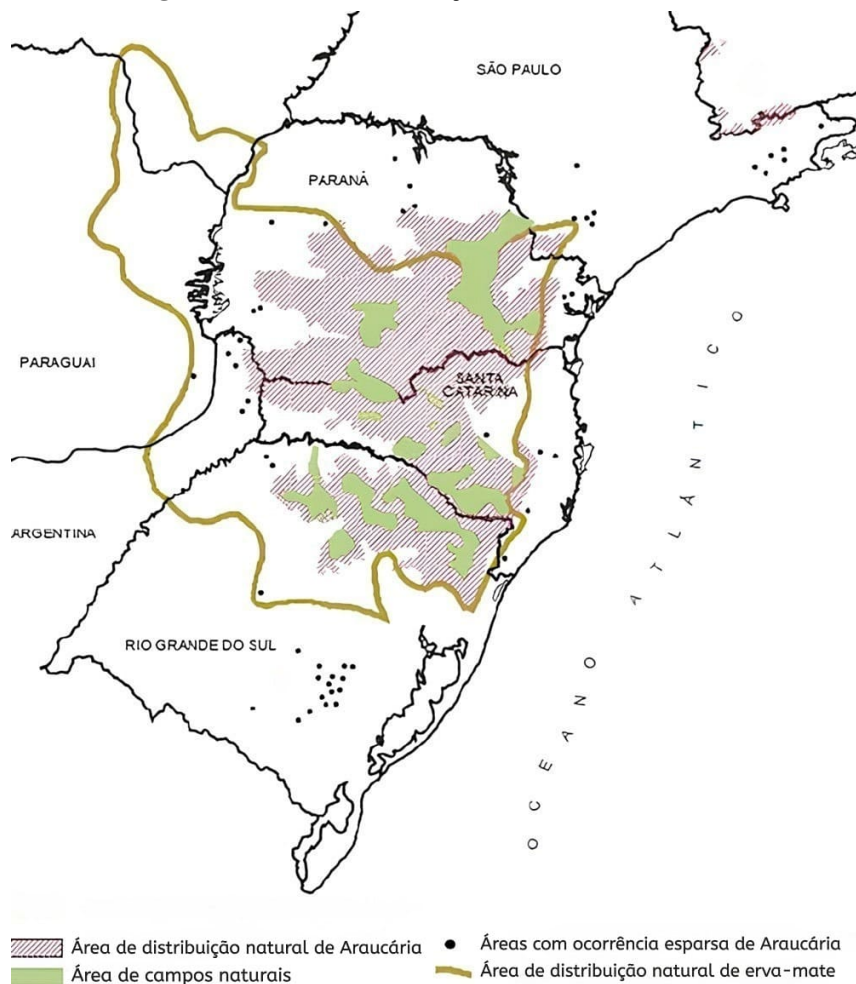 SÃO PAULO
PARANÁ
PARAGUAI
SANTA
CATARINA
ARGENTINA
RIO GRANDE DO SUL
OCEANO ATLÂNTICO
Área de distribuição natural de Araucária
Áreas com ocorrência esparsa de Araucária
Área de campos naturais
Área de distribuição natural de erva-mate